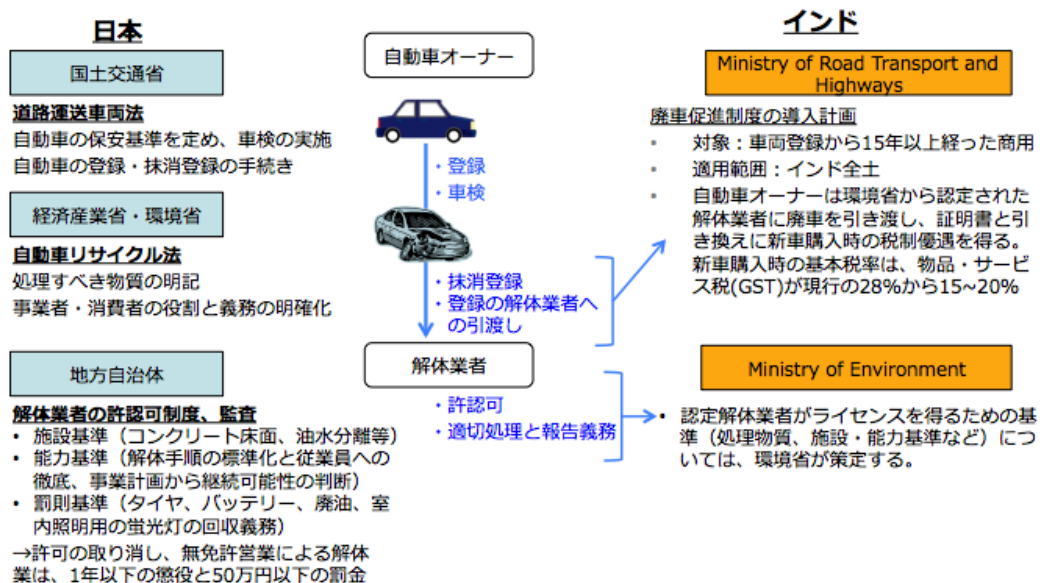 日本
国土交通省
道路運送車両法
自動車の保安基準を定め、車検の実施
自動車の登録・抹消登録の手続き
経済産業省・環境省
自動車リサイクル法
処理すべき物質の明記
事業者・消費者の役割と義務の明確化
地方自治体
解体業者の許認可制度、監査
• 施設基準（コンクリート床面、油水分離等）
• 能力基準（解体手順の標準化と従業員への
徹底、事業計画から継続可能性の判断）
• 罰則基準（タイヤ、バッテリー、廃油、室
内照明用の蛍光灯の回収義務）
→許可の取り消し、無免許営業による解体
業は、1年以下の懲役と50万円以下の罰金
自動車オーナー
・登録
・車検
・抹消登録
・登録の解体業者へ
の引渡し
解体業者
・許認可
・適切処理と報告義務
インド
Ministry of Road Transport and
Highways
廃車促進制度の導入計画
• 対象：車両登録から15年以上経った商用
• 適用範囲：インド全土
• 自動車オーナーは環境省から認定された
解体業者に廃車を引き渡し、証明書と引
き換えに新車購入時の税制優遇を得る。
新車購入時の基本税率は、物品・サービ
ス税(GST)が現行の28%から15~20%
Ministry of Environment
• 認定解体業者がライセンスを得るための基
準（処理物質、施設・能力基準など）につ
いては、環境省が策定する。